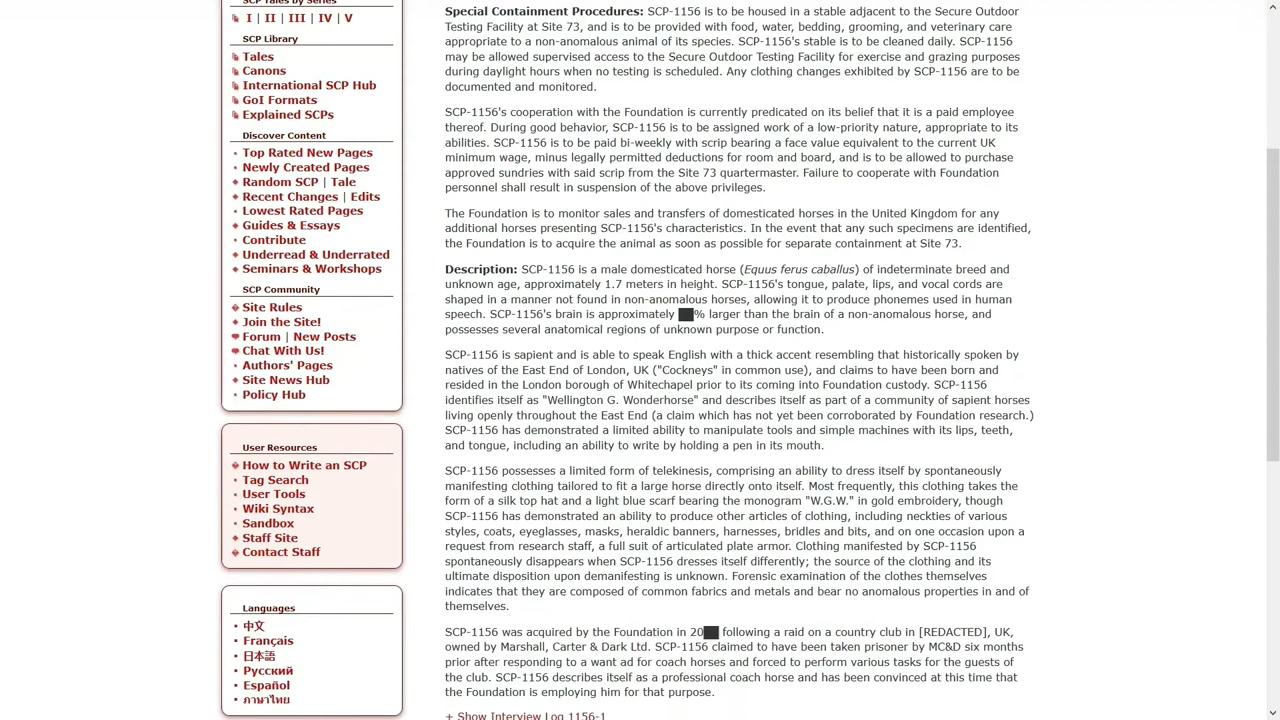 SCP Tales by Series
I | II | III | IV | V
SCP Library
Tales
Canons
International SCP Hub
GoI Formats
Explained SCPs
Discover Content
Top Rated New Pages
Newly Created Pages
Random SCP | Tale
Recent Changes | Edits
Lowest Rated Pages
Guides & Essays
Contribute
Underread & Underrated
Seminars & Workshops
SCP Community
Site Rules
Join the Site!
Forum | New Posts
Chat With Us!
Authors' Pages
Site News Hub
Policy Hub
User Resources
How to Write an SCP
Tag Search
User Tools
Wiki Syntax
Sandbox
Staff Site
Contact Staff
Languages
中文
Français
日本語
Русский
Español
ภาษาไทย
Special Containment Procedures: SCP-1156 is to be housed in a stable adjacent to the Secure Outdoor
Testing Facility at Site 73, and is to be provided with food, water, bedding, grooming, and veterinary care
appropriate to a non-anomalous animal of its species. SCP-1156's stable is to be cleaned daily. SCP-1156
may be allowed supervised access to the Secure Outdoor Testing Facility for exercise and grazing purposes
during daylight hours when no testing is scheduled. Any clothing changes exhibited by SCP-1156 are to be
documented and monitored.
SCP-1156's cooperation with the Foundation is currently predicated on its belief that it is a paid employee
thereof. During good behavior, SCP-1156 is to be assigned work of a low-priority nature, appropriate to its
abilities. SCP-1156 is to be paid bi-weekly with scrip bearing a face value equivalent to the current UK
minimum wage, minus legally permitted deductions for room and board, and is to be allowed to purchase
approved sundries with said scrip from the Site 73 quartermaster. Failure to cooperate with Foundation
personnel shall result in suspension of the above privileges.
The Foundation is to monitor sales and transfers of domesticated horses in the United Kingdom for any
additional horses presenting SCP-1156's characteristics. In the event that any such specimens are identified,
the Foundation is to acquire the animal as soon as possible for separate containment at Site 73.
Description: SCP-1156 is a male domesticated horse (Equus ferus caballus) of indeterminate breed and
unknown age, approximately 1.7 meters in height. SCP-1156's tongue, palate, lips, and vocal cords are
shaped in a manner not found in non-anomalous horses, allowing it to produce phonemes used in human
speech. SCP-1156's brain is approximately ██% larger than the brain of a non-anomalous horse, and
possesses several anatomical regions of unknown purpose or function.
SCP-1156 is sapient and is able to speak English with a thick accent resembling that historically spoken by
natives of the East End of London, UK ("Cockneys" in common use), and claims to have been born and
resided in the London borough of Whitechapel prior to its coming into Foundation custody. SCP-1156
identifies itself as "Wellington G. Wonderhorse" and describes itself as part of a community of sapient horses
living openly throughout the East End (a claim which has not yet been corroborated by Foundation research.)
SCP-1156 has demonstrated a limited ability to manipulate tools and simple machines with its lips, teeth,
and tongue, including an ability to write by holding a pen in its mouth.
SCP-1156 possesses a limited form of telekinesis, comprising an ability to dress itself by spontaneously
manifesting clothing tailored to fit a large horse directly onto itself. Most frequently, this clothing takes the
form of a silk top hat and a light blue scarf bearing the monogram "W.G.W." in gold embroidery, though
SCP-1156 has demonstrated an ability to produce other articles of clothing, including neckties of various
styles, coats, eyeglasses, masks, heraldic banners, harnesses, bridles and bits, and on one occasion upon a
request from research staff, a full suit of articulated plate armor. Clothing manifested by SCP-1156
spontaneously disappears when SCP-1156 dresses itself differently; the source of the clothing and its
ultimate disposition upon demanifesting is unknown. Forensic examination of the clothes themselves
indicates that they are composed of common fabrics and metals and bear no anomalous properties in and of
themselves.
SCP-1156 was acquired by the Foundation in 20██ following a raid on a country club in [REDACTED], UK,
owned by Marshall, Carter & Dark Ltd. SCP-1156 claimed to have been taken prisoner by MC&D six months
prior after responding to a want ad for coach horses and forced to perform various tasks for the guests of
the club. SCP-1156 describes itself as a professional coach horse and has been convinced at this time that
the Foundation is employing him for that purpose.
+ Show Interview Log 1156-1